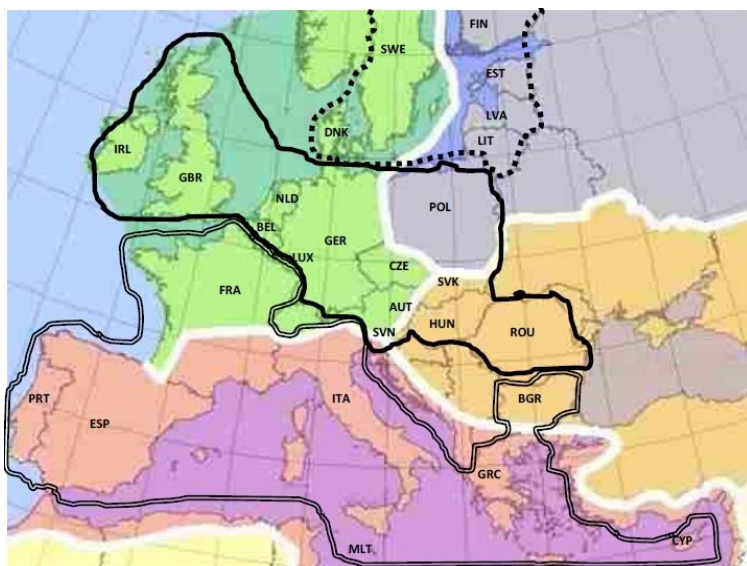 FIN
SWE
EST
LVA
DNK
LIT
IRL
GBR
NLD
POL
BEL
GER
LUX
CZE
SVK
FRA
AUT
HUN
ROU
SVN
PRT
ITA
BGR
ESP
GRC
CYP
MLT